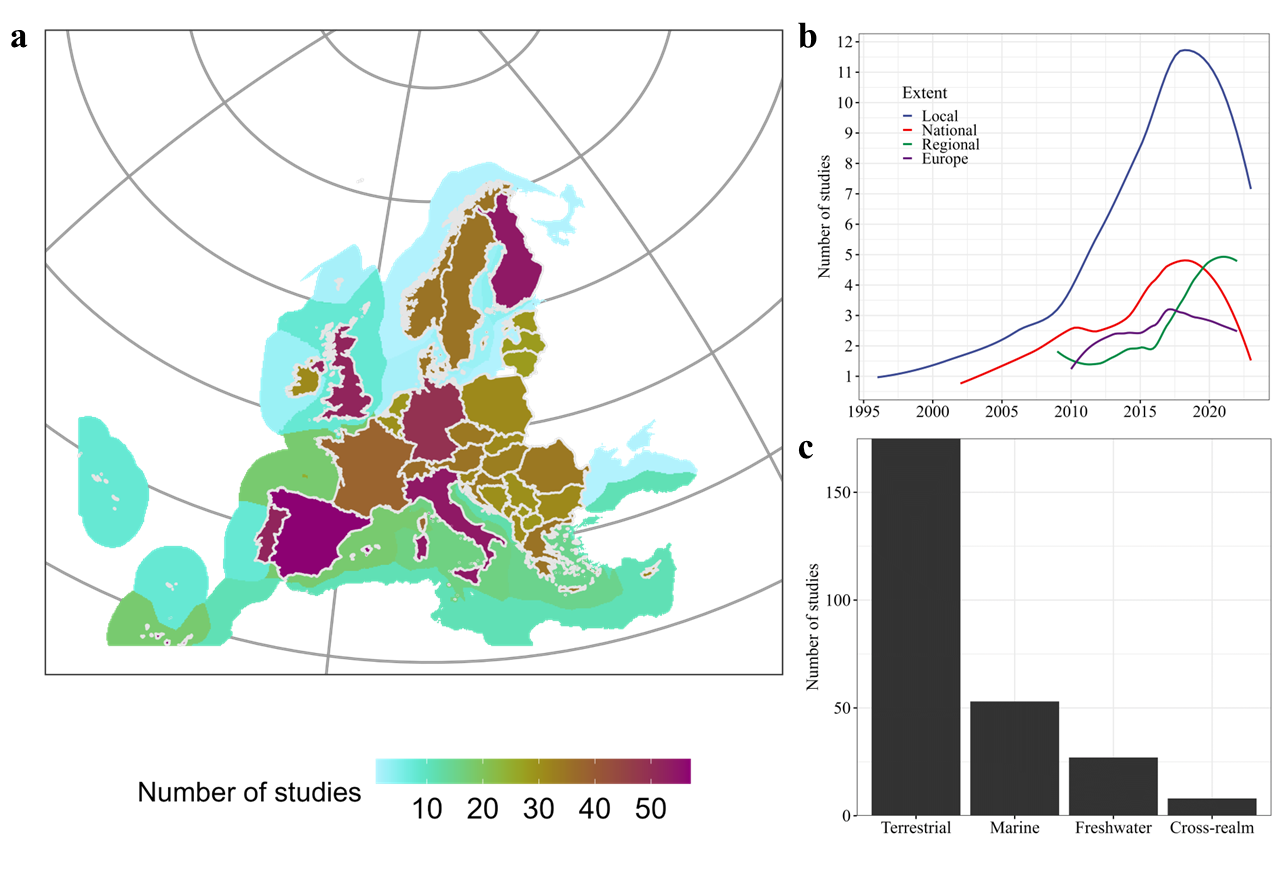 a
Number of studies
10 20 30 40 50
b
12
11
10
9
8
7
6
5
4
3
2
1
Number of studies
Extent
Local
National
Regional
Europe
1995 2000 2005 2010 2015 2020
c
150
100
50
0
Number of studies
Terrestrial Marine Freshwater Cross-realm